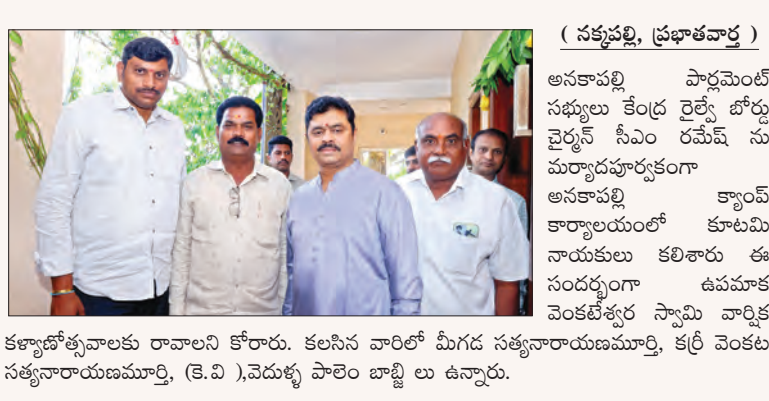 ( నక్కపల్లి, ప్రభాతవార్త )
అనకాపల్లి పార్లమెంట్
సభ్యులు కేంద్ర రైల్వే బోర్డు
చైర్మన్ సీఎం రమేష్ ను
మర్యాదపూర్వకంగా
అనకాపల్లి క్యాంప్
కార్యాలయంలో కూటమి
నాయకులు కలిశారు ఈ
సందర్భంగా ఉపమాక
వెంకటేశ్వర స్వామి వార్షిక
కళ్యాణోత్సవాలకు రావాలని కోరారు. కలసిన వారిలో మీగడ సత్యనారాయణమూర్తి, కర్రీ వెంకట
సత్యనారాయణమూర్తి, (కె.వి ),వెదుళ్ళ పాలెం బాబ్జి లు ఉన్నారు.